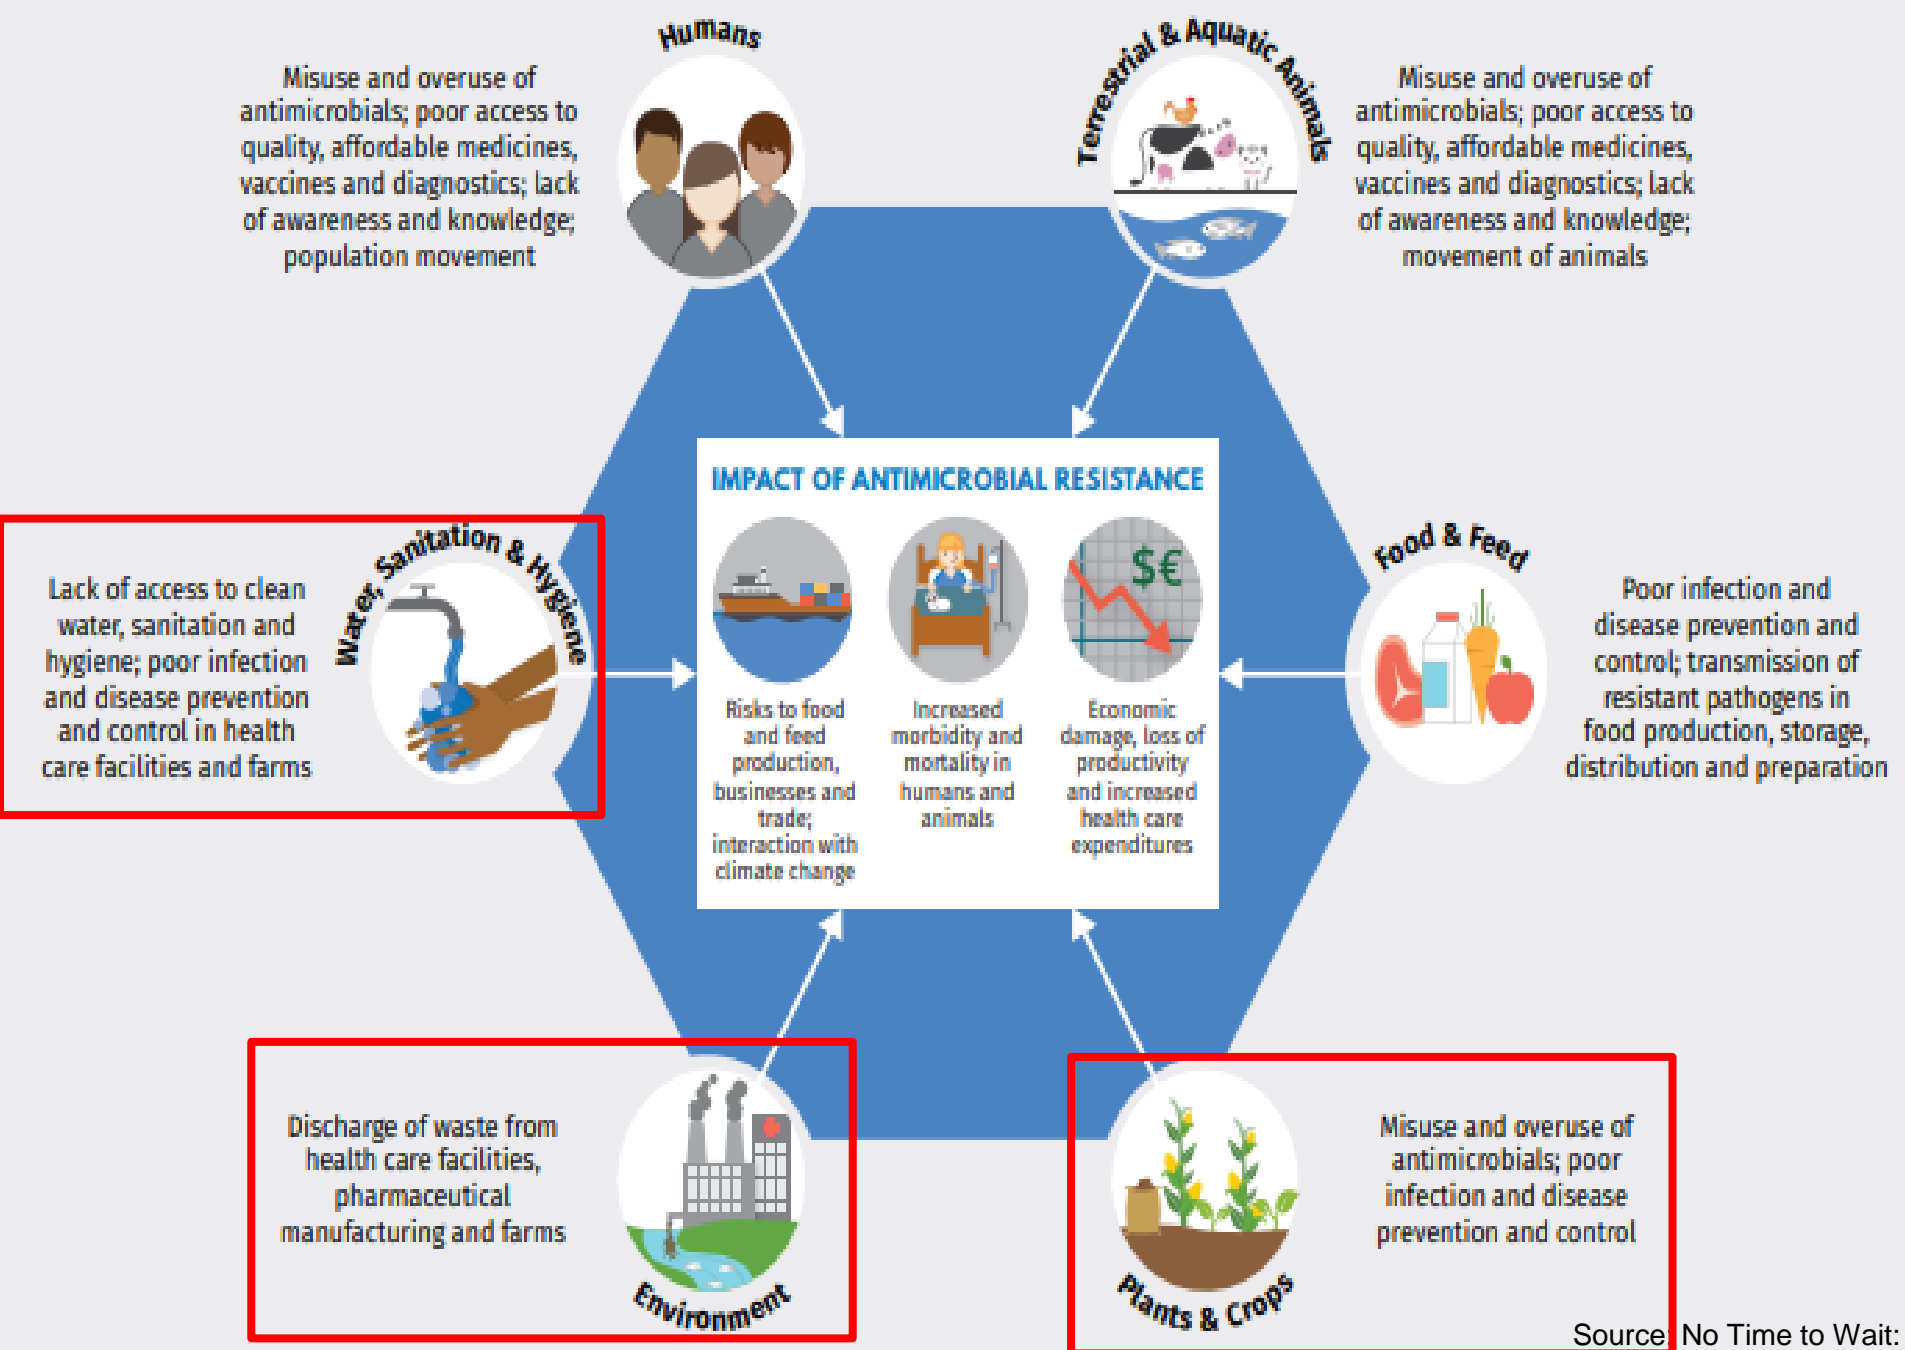 Humans
Misuse and overuse of
antimicrobials; poor access to
quality, affordable medicines,
vaccines and diagnostics; lack
of awareness and knowledge;
population movement
Terrestrial & Aquatic Animals
Misuse and overuse of
antimicrobials; poor access to
quality, affordable medicines,
vaccines and diagnostics; lack
of awareness and knowledge;
movement of animals
IMPACT OF ANTIMICROBIAL RESISTANCE
$€
Risks to food
and feed
production,
businesses and
trade;
interaction with
climate change
Increased
morbidity and
mortality in
humans and
animals
Economic
damage, loss of
productivity
and increased
health care
expenditures
Water, Sanitation & Hygiene
Lack of access to clean
water, sanitation and
hygiene; poor infection
and disease prevention
and control in health
care facilities and farms
Food & Feed
Poor infection and
disease prevention and
control; transmission of
resistant pathogens in
food production, storage,
distribution and preparation
Discharge of waste from
health care facilities,
pharmaceutical
manufacturing and farms
Environment
Misuse and overuse of
antimicrobials; poor
infection and disease
prevention and control
Plants & Crops
Source: No Time to Wait: